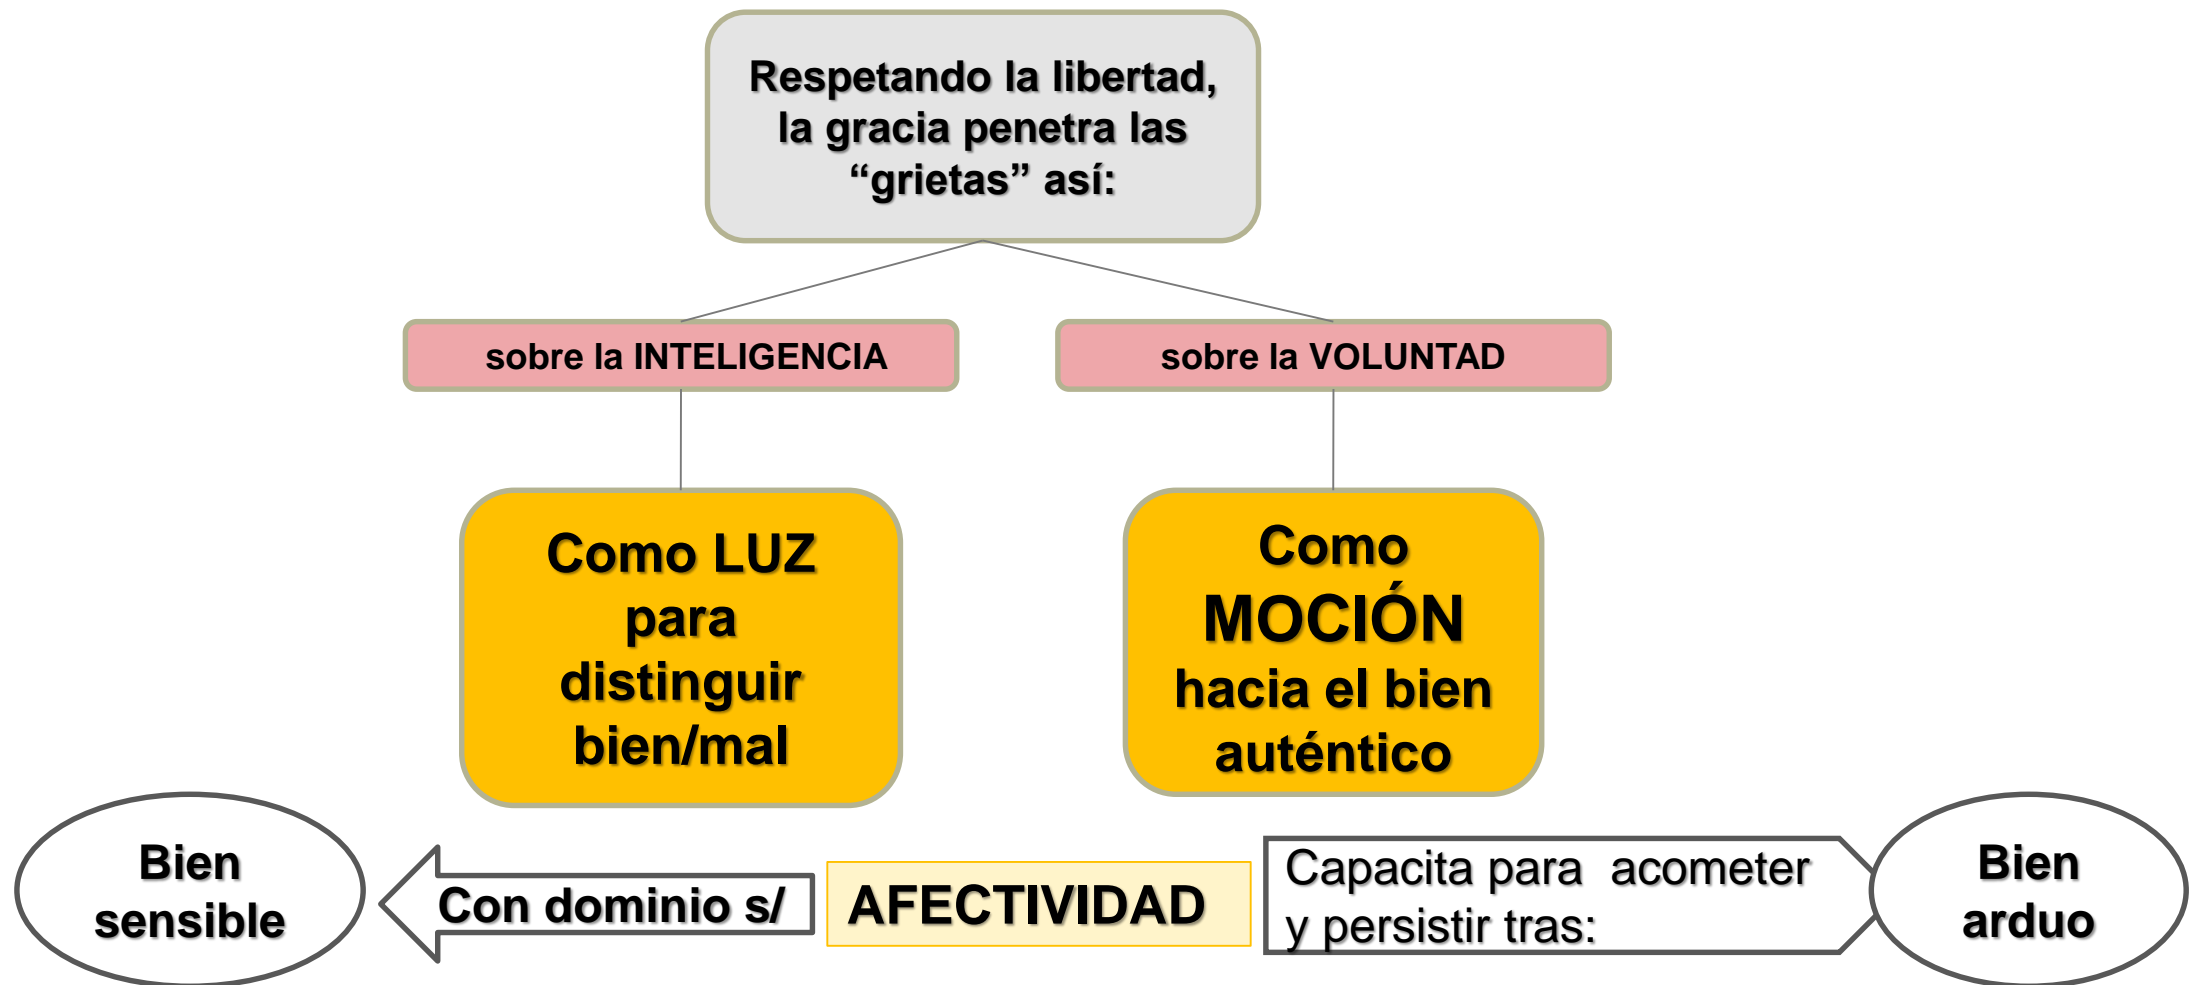 Respetando la libertad,
la gracia penetra las
“grietas” así:
sobre la INTELIGENCIA
sobre la VOLUNTAD
Como LUZ
para
distinguir
bien/mal
Como
MOCIÓN
hacia el bien
auténtico
Bien
sensible
Con dominio s/
AFECTIVIDAD
Capacita para  acometer
y persistir tras:
Bien
arduo